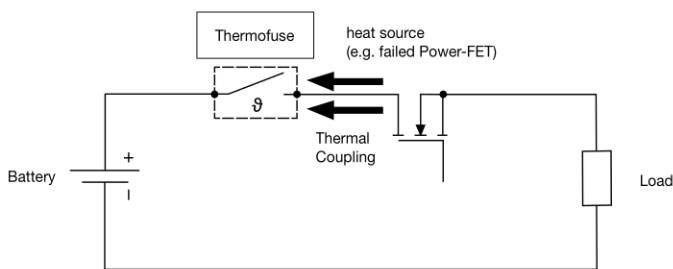 Thermofuse
heat source
(e.g. failed Power-FET)
ϑ
Thermal
Coupling
+
Battery
Load